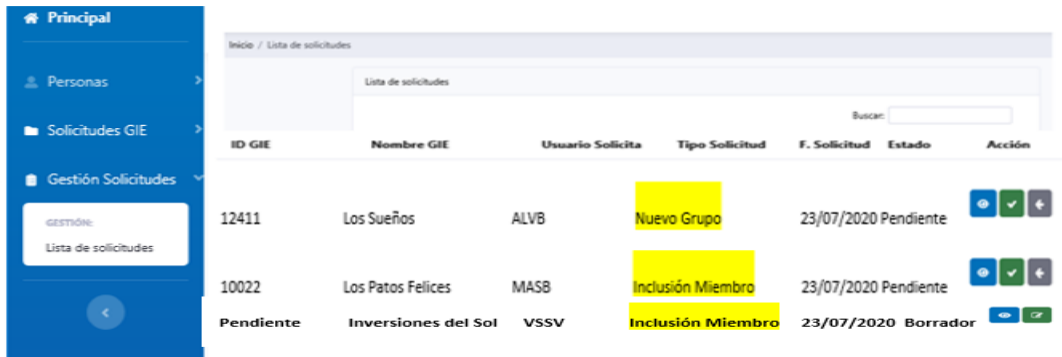 Principal
Inicio / Lista de solicitudes
Personas
Lista de solicitudes
Buscar:
Solicitudes GIE
ID GIE Nombre GIE Usuario Solicita Tipo Solicitud F. Solicitud Estado Acción
Gestión Solicitudes
GESTIÓN:
Lista de solicitudes
12411 Los Sueños ALVB Nuevo Grupo 23/07/2020 Pendiente
10022 Los Patos Felices MASB Inclusión Miembro 23/07/2020 Pendiente
Pendiente Inversiones del Sol VSSV Inclusión Miembro 23/07/2020 Borrador